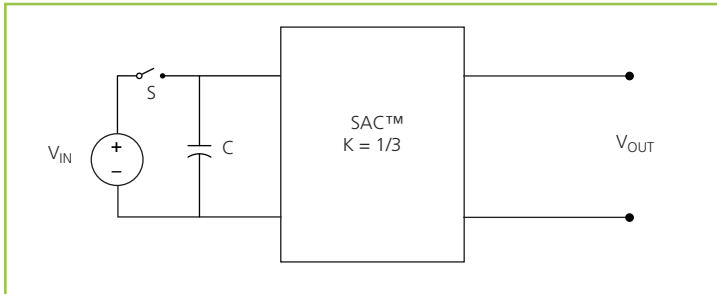 S
SAC™
K = 1/3
V_IN
+
−
C
V_OUT